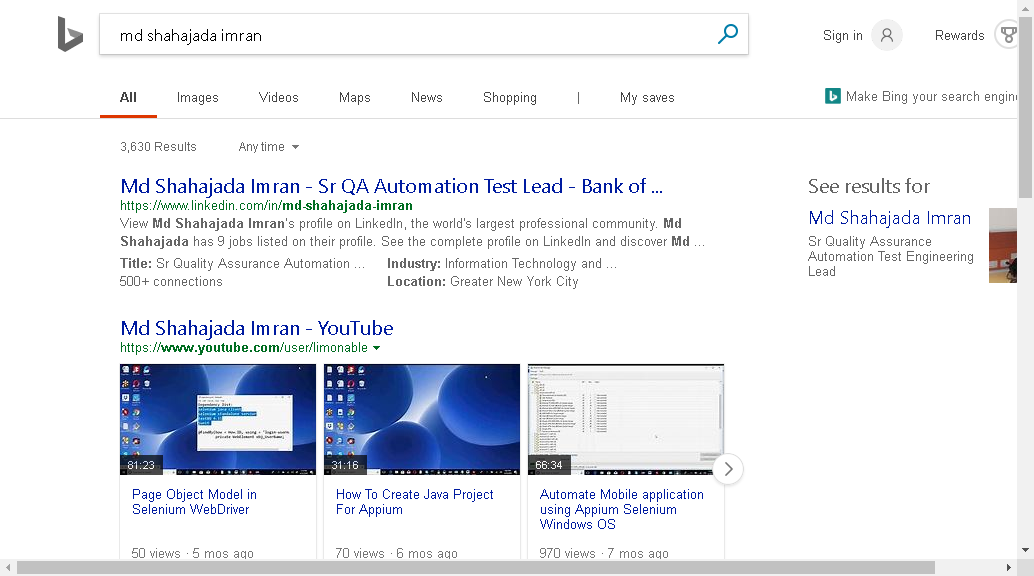 md shahajada imran
Sign in
Rewards
All
Images
Videos
Maps
News
Shopping
|
My saves
Make Bing your search engin
3,630 Results
Any time
Md Shahajada Imran - Sr QA Automation Test Lead - Bank of ...
https://www.linkedin.com/in/md-shahajada-imran
View Md Shahajada Imran's profile on LinkedIn, the world's largest professional community. Md
Shahajada has 9 jobs listed on their profile. See the complete profile on LinkedIn and discover Md ...
Title: Sr Quality Assurance Automation ...
Industry: Information Technology and ...
500+ connections
Location: Greater New York City
See results for
Md Shahajada Imran
Sr Quality Assurance
Automation Test Engineering
Lead
Md Shahajada Imran - YouTube
https://www.youtube.com/user/limonable
81:23
31:16
66:34
Page Object Model in
Selenium WebDriver
50 views · 5 mos ago
How To Create Java Project
For Appium
70 views · 6 mos ago
Automate Mobile application
using Appium Selenium
Windows OS
970 views · 7 mos ago